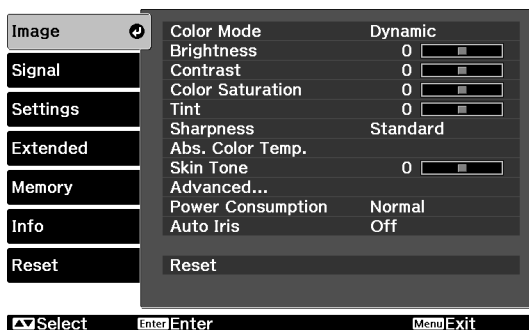 Image
Signal
Settings
Extended
Memory
Info
Reset
Color Mode Dynamic
Brightness 0
Contrast 0
Color Saturation 0
Tint 0
Sharpness Standard
Abs. Color Temp.
Skin Tone 0
Advanced...
Power Consumption Normal
Auto Iris Off
Reset
Select Enter Enter Menu Exit